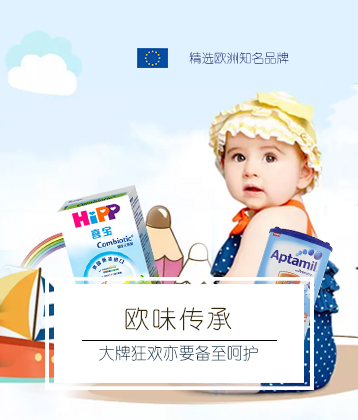 精选欧洲知名品牌
HiPP
喜宝
Combiotic
Aptamil
欧味传承
大牌狂欢亦要备至呵护